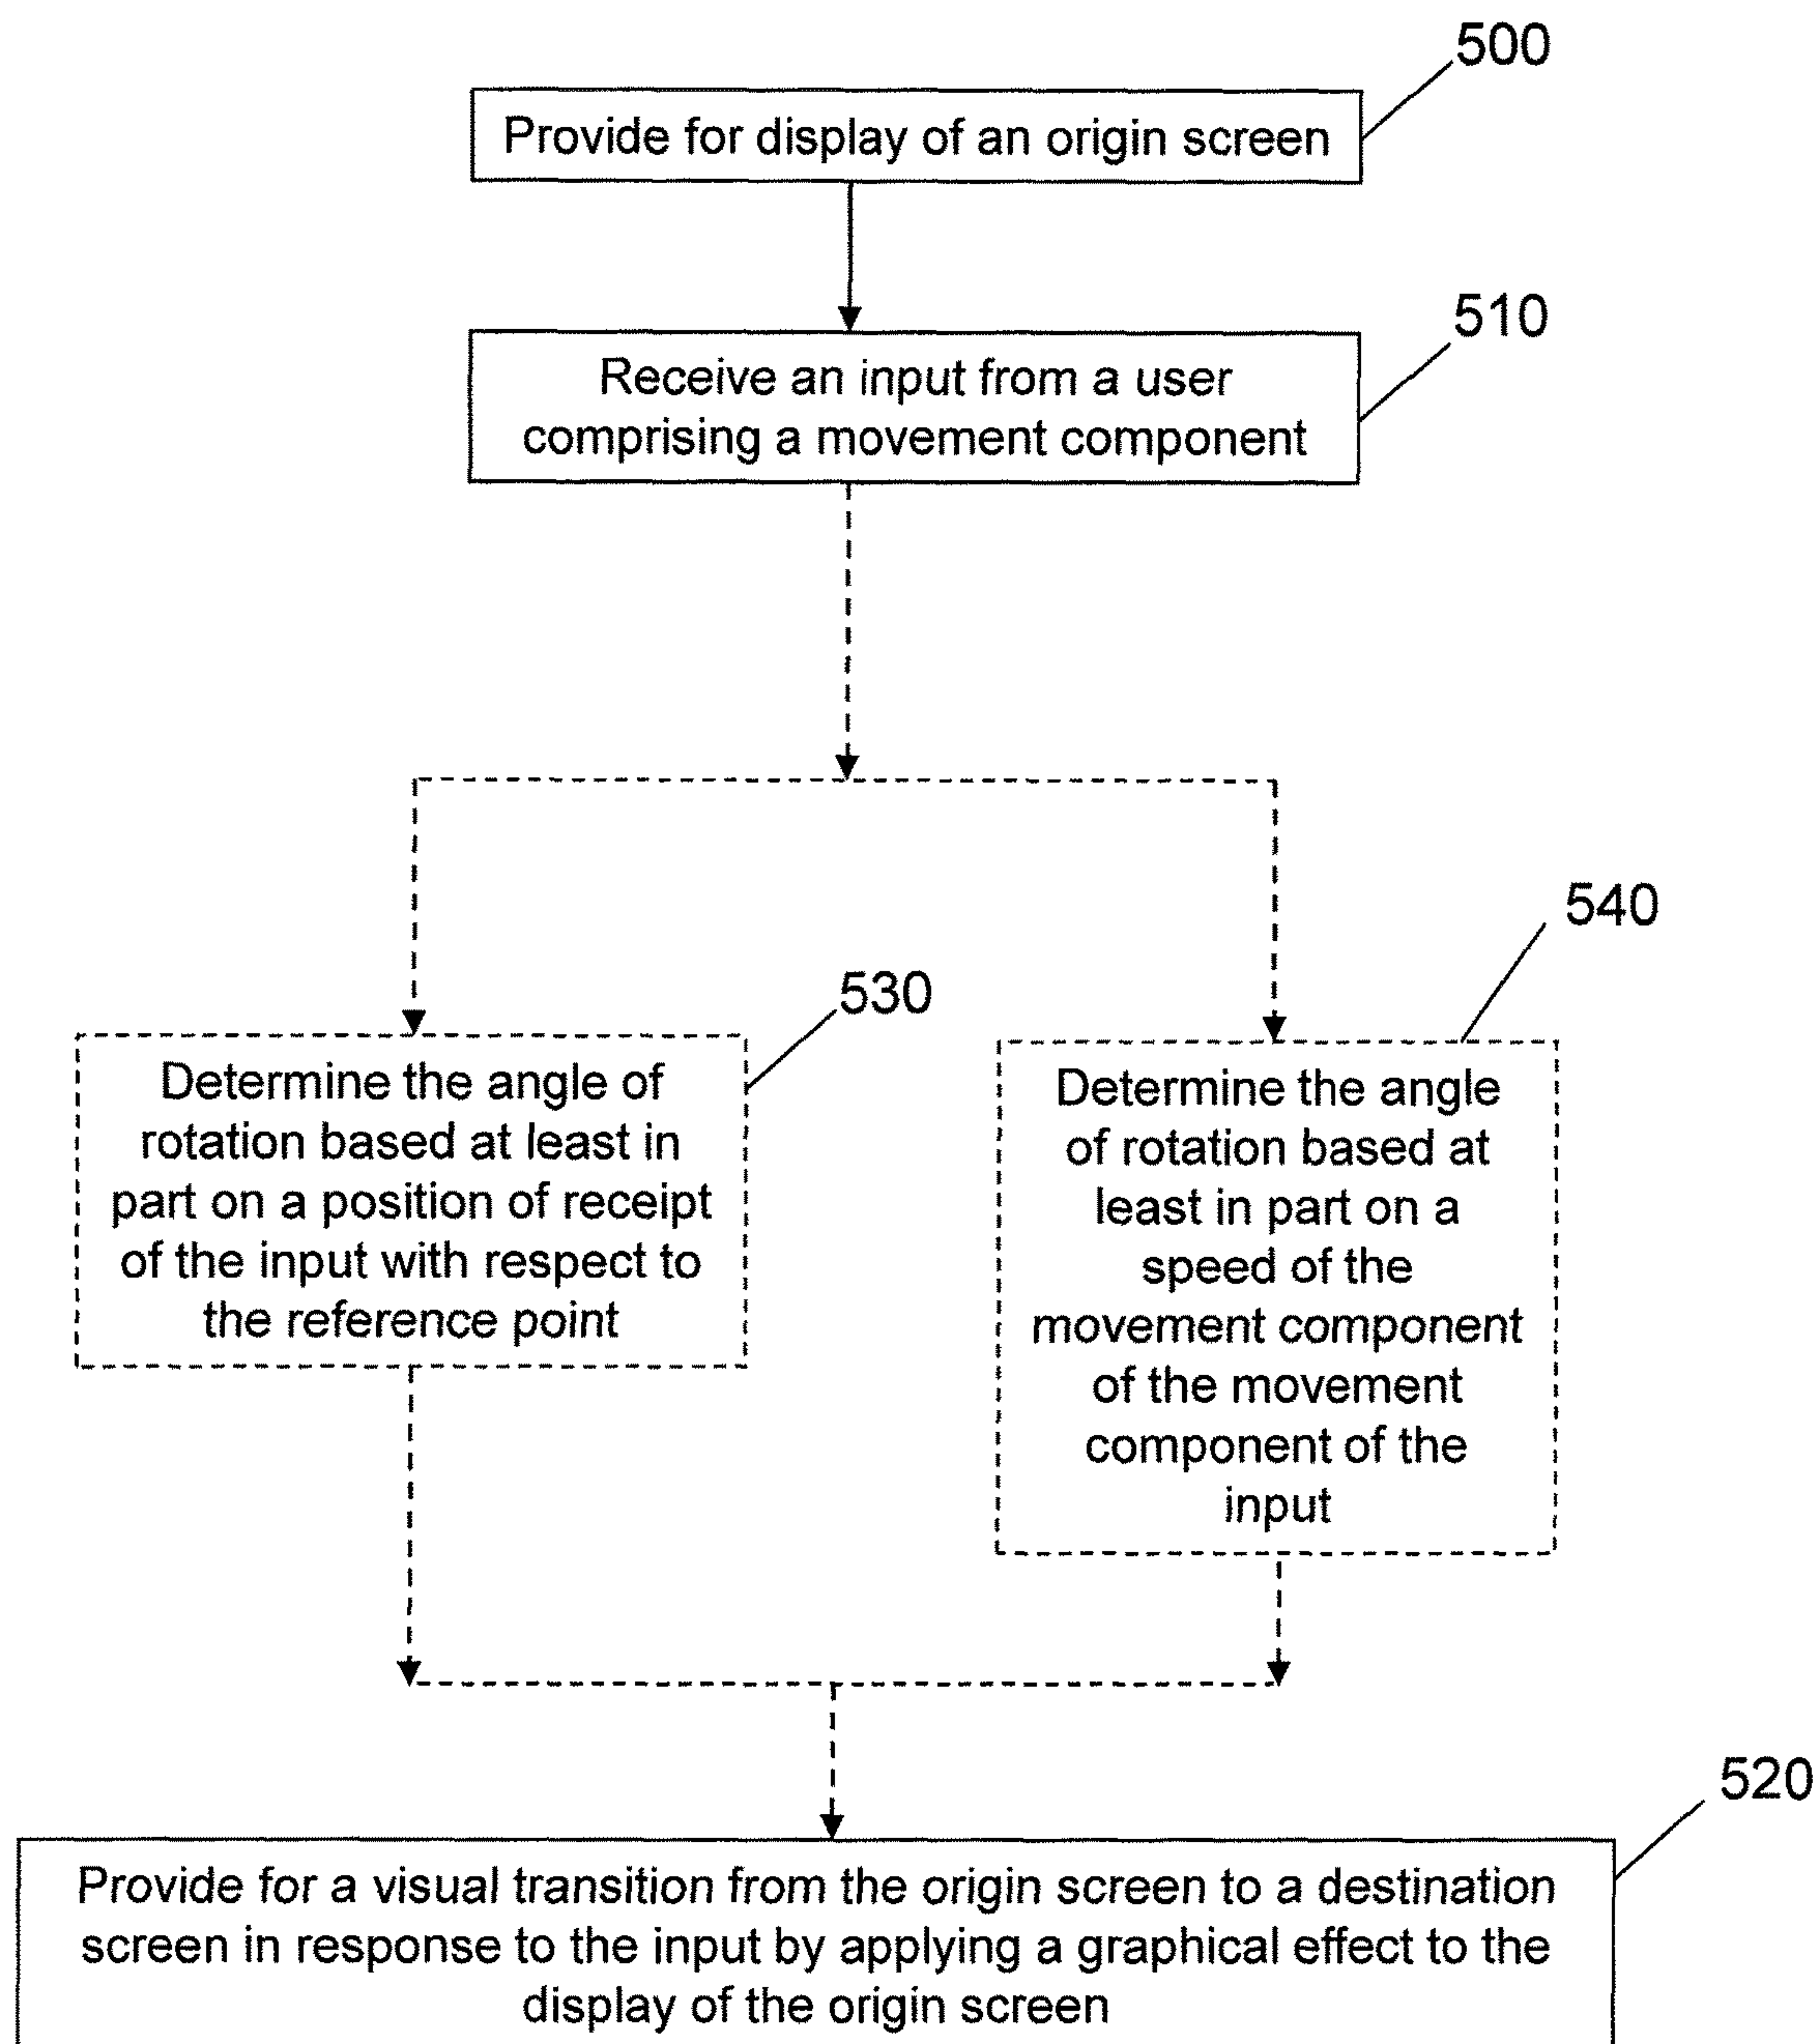 500
Provide for display of an origin screen
510
Receive an input from a user
comprising a movement component
540
530
Determine the angle of
rotation based at least in
part on a position of receipt
of the input with respect to
the reference point
Determine the angle
of rotation based at
least in part on a
speed of the
movement component
of the movement
component of the
input
520
Provide for a visual transition from the origin screen to a destination
screen in response to the input by applying a graphical effect to the
display of the origin screen